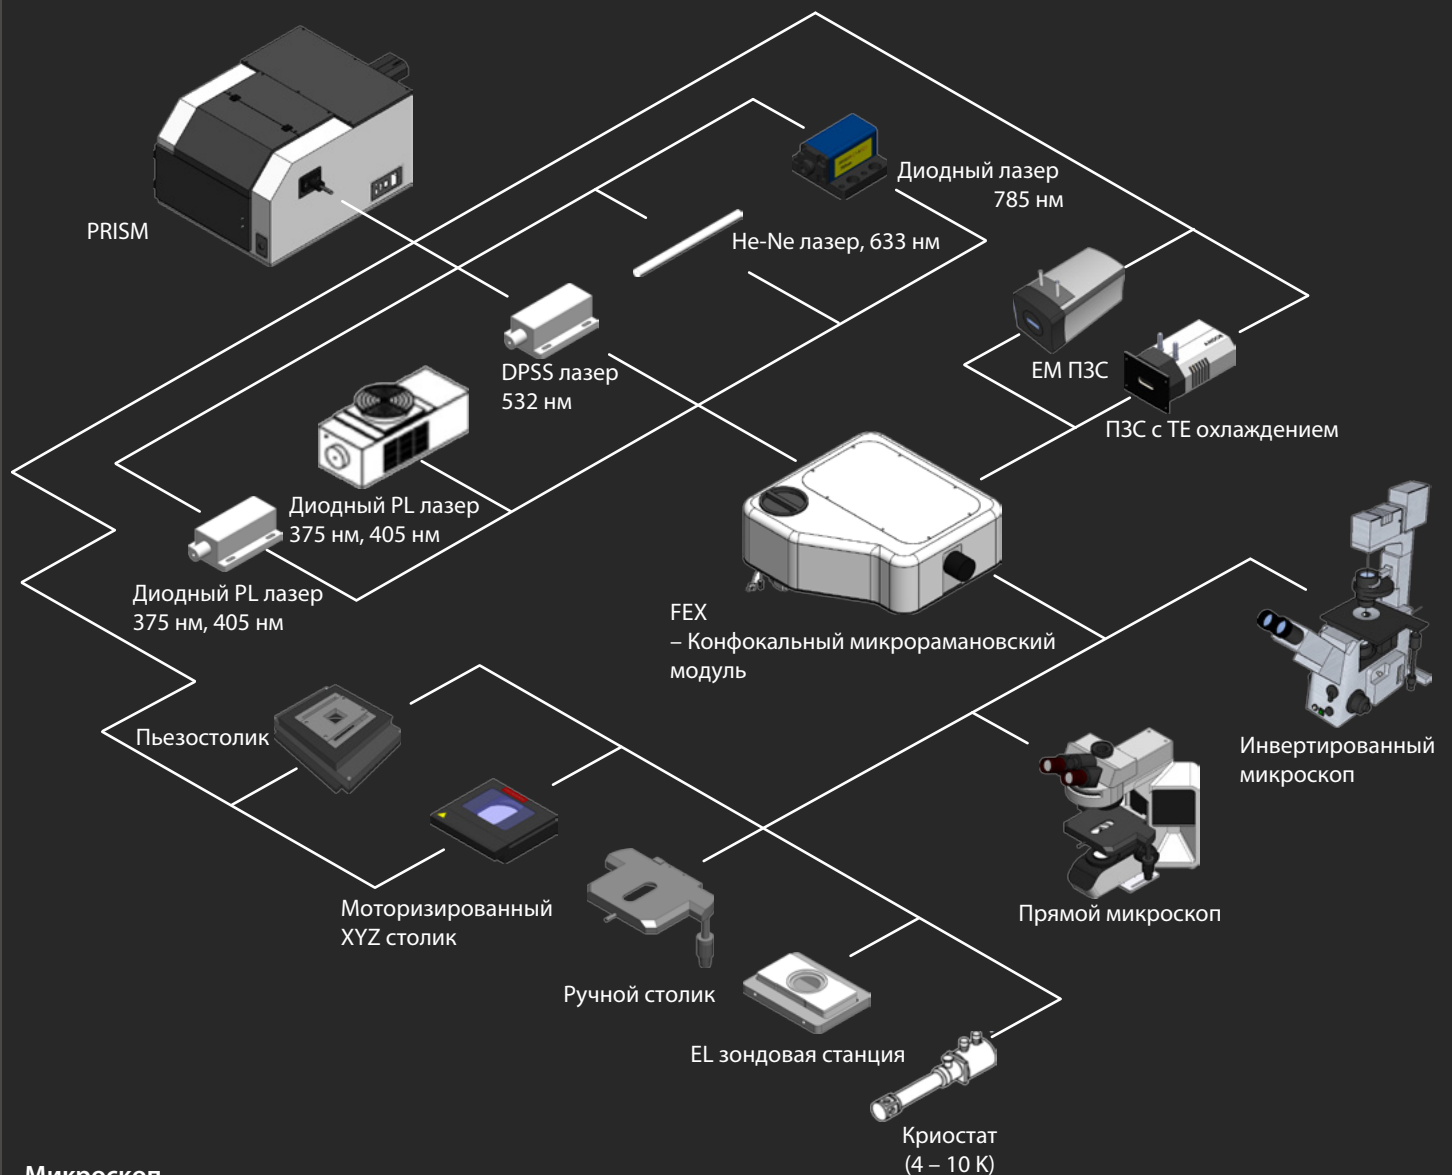 Диодный лазер
785 нм
PRISM
He-Ne лазер, 633 нм
ЕМ ПЗС
DPSS лазер
532 нм
ANDOR
ПЗС с ТЕ охлаждением
Диодный PL лазер
375 нм, 405 нм
Диодный PL лазер
375 нм, 405 нм
FEX
– Конфокальный микрорамановский
модуль
Пьезостолик
Инвертированный
микроскоп
Моторизированный
XYZ столик
Прямой микроскоп
Ручной столик
EL зондовая станция
Криостат
(4 – 10 K)
Микроскоп